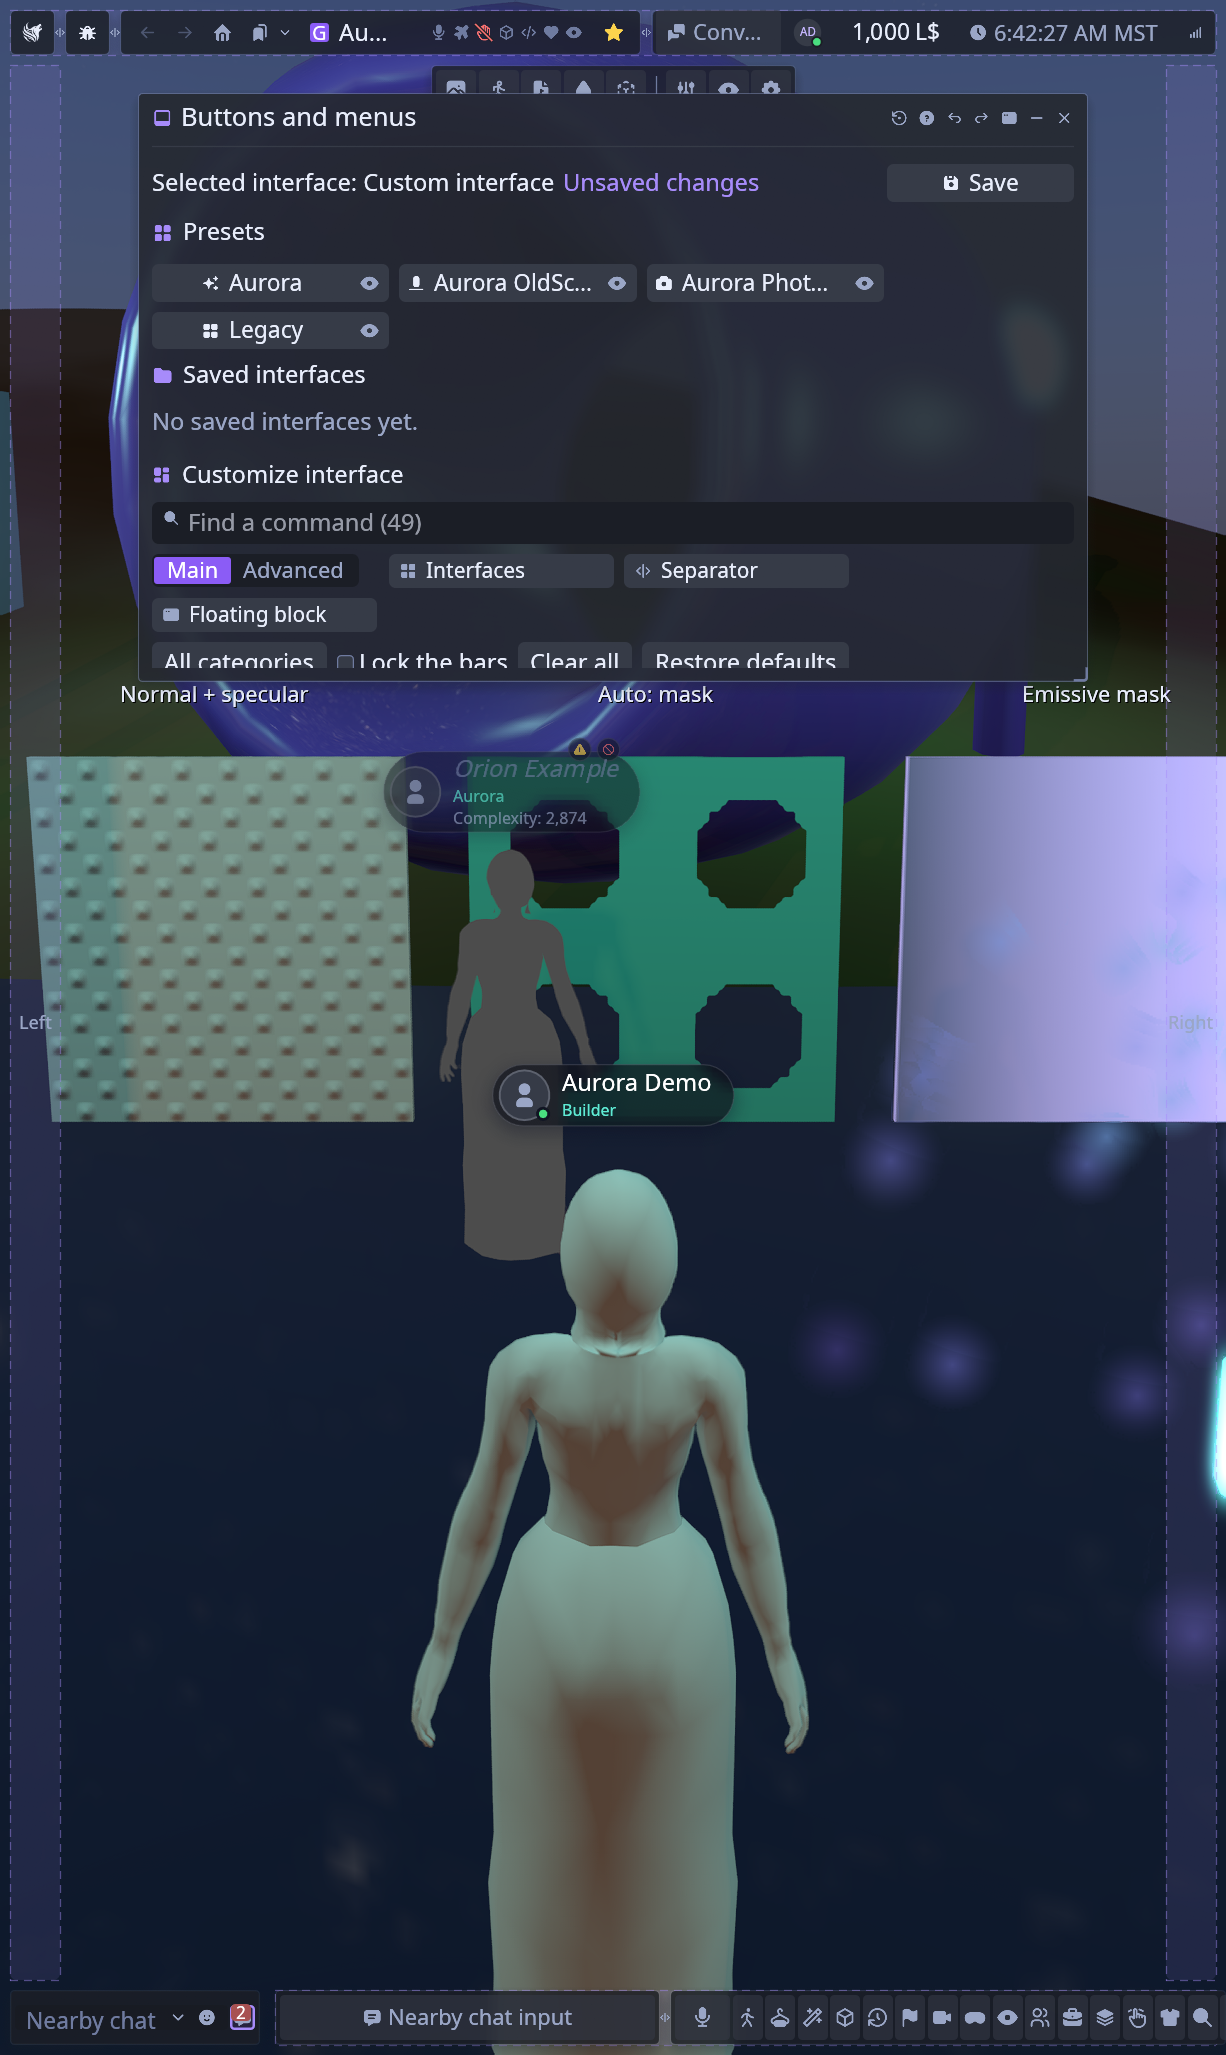 G Au...
Conv...
AD
1,000 L$
6:42:27 AM MST
Buttons and menus
Selected interface: Custom interface Unsaved changes
Save
Presets
Aurora
Aurora OldSc...
Aurora Phot...
Legacy
Saved interfaces
No saved interfaces yet.
Customize interface
Find a command (49)
Main Advanced Interfaces Separator
Floating block
All categories Lock the bars Clear all Restore defaults
Normal + specular
Auto: mask
Emissive mask
Orion Example
Aurora
Complexity: 2,874
Left
Right
Aurora Demo
Builder
Nearby chat
2
Nearby chat input